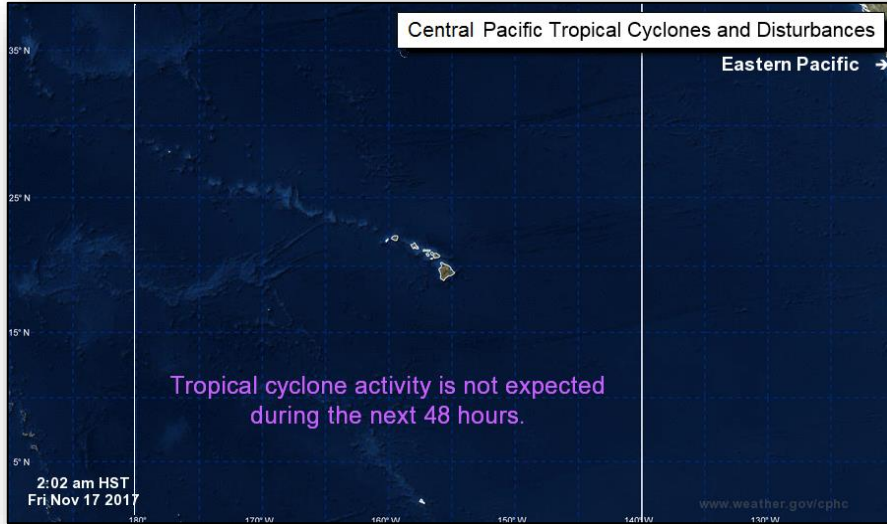 Central Pacific Tropical Cyclones and Disturbances
35° N
Eastern Pacific →
25° N
15° N
Tropical cyclone activity is not expected
during the next 48 hours.
5° N
2:02 am HST
Fri Nov 17 2017
www.weather.gov/cphc
180° 170° W 160° W 150° W 140° W 130° W